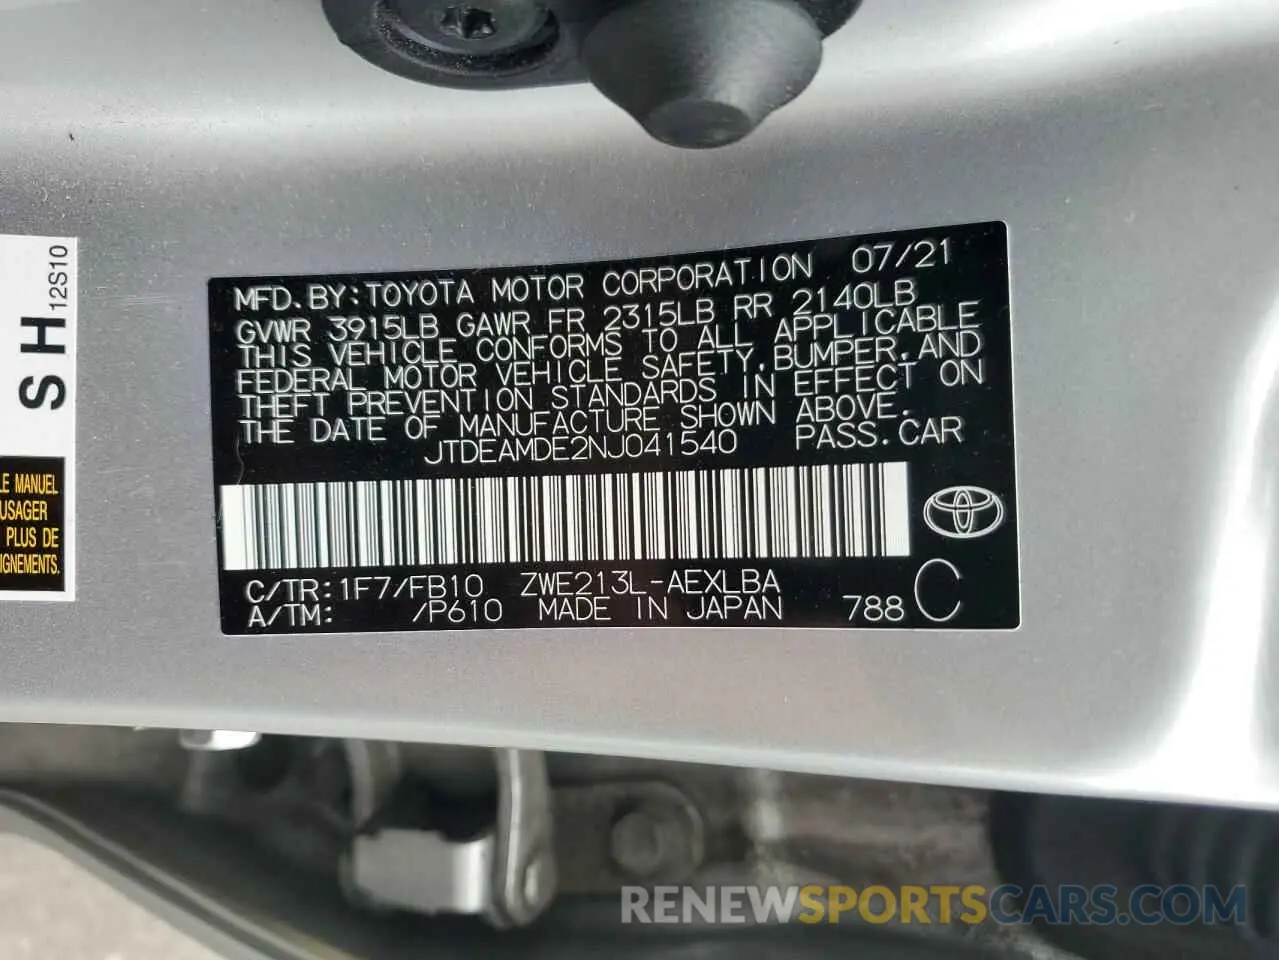 MFD.BY:TOYOTA MOTOR CORPORATION 07/21
GVWR 3915LB GAWR FR 2315LB RR 2140LB
THIS VEHICLE CONFORMS TO ALL APPLICABLE
FEDERAL MOTOR VEHICLE SAFETY,BUMPER,AND
THEFT PREVENTION STANDARDS IN EFFECT ON
THE DATE OF MANUFACTURE SHOWN ABOVE.
JTDEAMDE2NJ041540 PASS.CAR
C/TR:1F7/FB10 ZWE213L-AEXLBA
A/TM: /P610 MADE IN JAPAN 788 C
SH 12S10
LE MANUEL
USAGER
PLUS DE
IGNEMENTS.
RENEWSPORTSCARS.COM